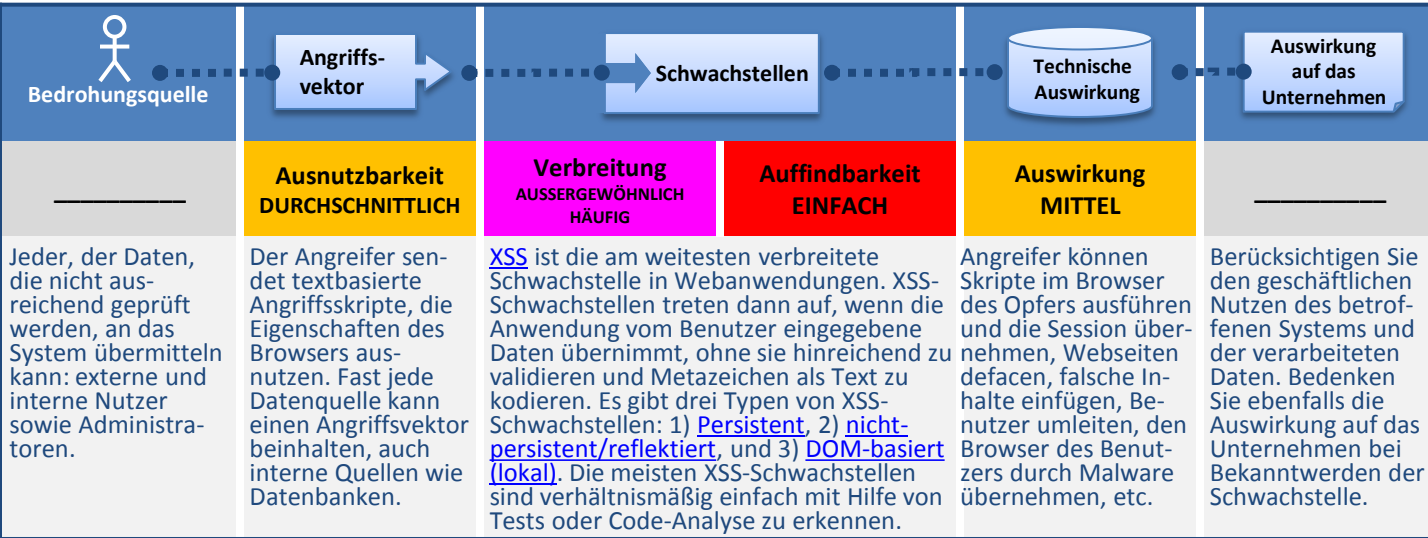 Bedrohungsquelle
Angriffs-
vektor
Schwachstellen
Technische
Auswirkung
Auswirkung
auf das
Unternehmen
__________
Ausnutzbarkeit
DURCHSCHNITTLICH
Verbreitung
AUSSERGEWÖHNLICH
HÄUFIG
Auffindbarkeit
EINFACH
Auswirkung
MITTEL
__________
Jeder, der Daten,
die nicht aus-
reichend geprüft
werden, an das
System übermitteln
kann: externe und
interne Nutzer
sowie Administra-
toren.
Der Angreifer sen-
det textbasierte
Angriffsskripte, die
Eigenschaften des
Browsers aus-
nutzen. Fast jede
Datenquelle kann
einen Angriffsvektor
beinhalten, auch
interne Quellen wie
Datenbanken.
XSS ist die am weitesten verbreitete
Schwachstelle in Webanwendungen. XSS-
Schwachstellen treten dann auf, wenn die
Anwendung vom Benutzer eingegebene
Daten übernimmt, ohne sie hinreichend zu
validieren und Metazeichen als Text zu
kodieren. Es gibt drei Typen von XSS-
Schwachstellen: 1) Persistent, 2) nicht-
persistent/reflektiert, und 3) DOM-basiert
(lokal). Die meisten XSS-Schwachstellen
sind verhältnismäßig einfach mit Hilfe von
Tests oder Code-Analyse zu erkennen.
Angreifer können
Skripte im Browser
des Opfers ausführen
und die Session über-
nehmen, Webseiten
defacen, falsche In-
halte einfügen, Be-
nutzer umleiten, den
Browser des Benut-
zers durch Malware
übernehmen, etc.
Berücksichtigen Sie
den geschäftlichen
Nutzen des betrof-
fenen Systems und
der verarbeiteten
Daten. Bedenken
Sie ebenfalls die
Auswirkung auf das
Unternehmen bei
Bekanntwerden der
Schwachstelle.